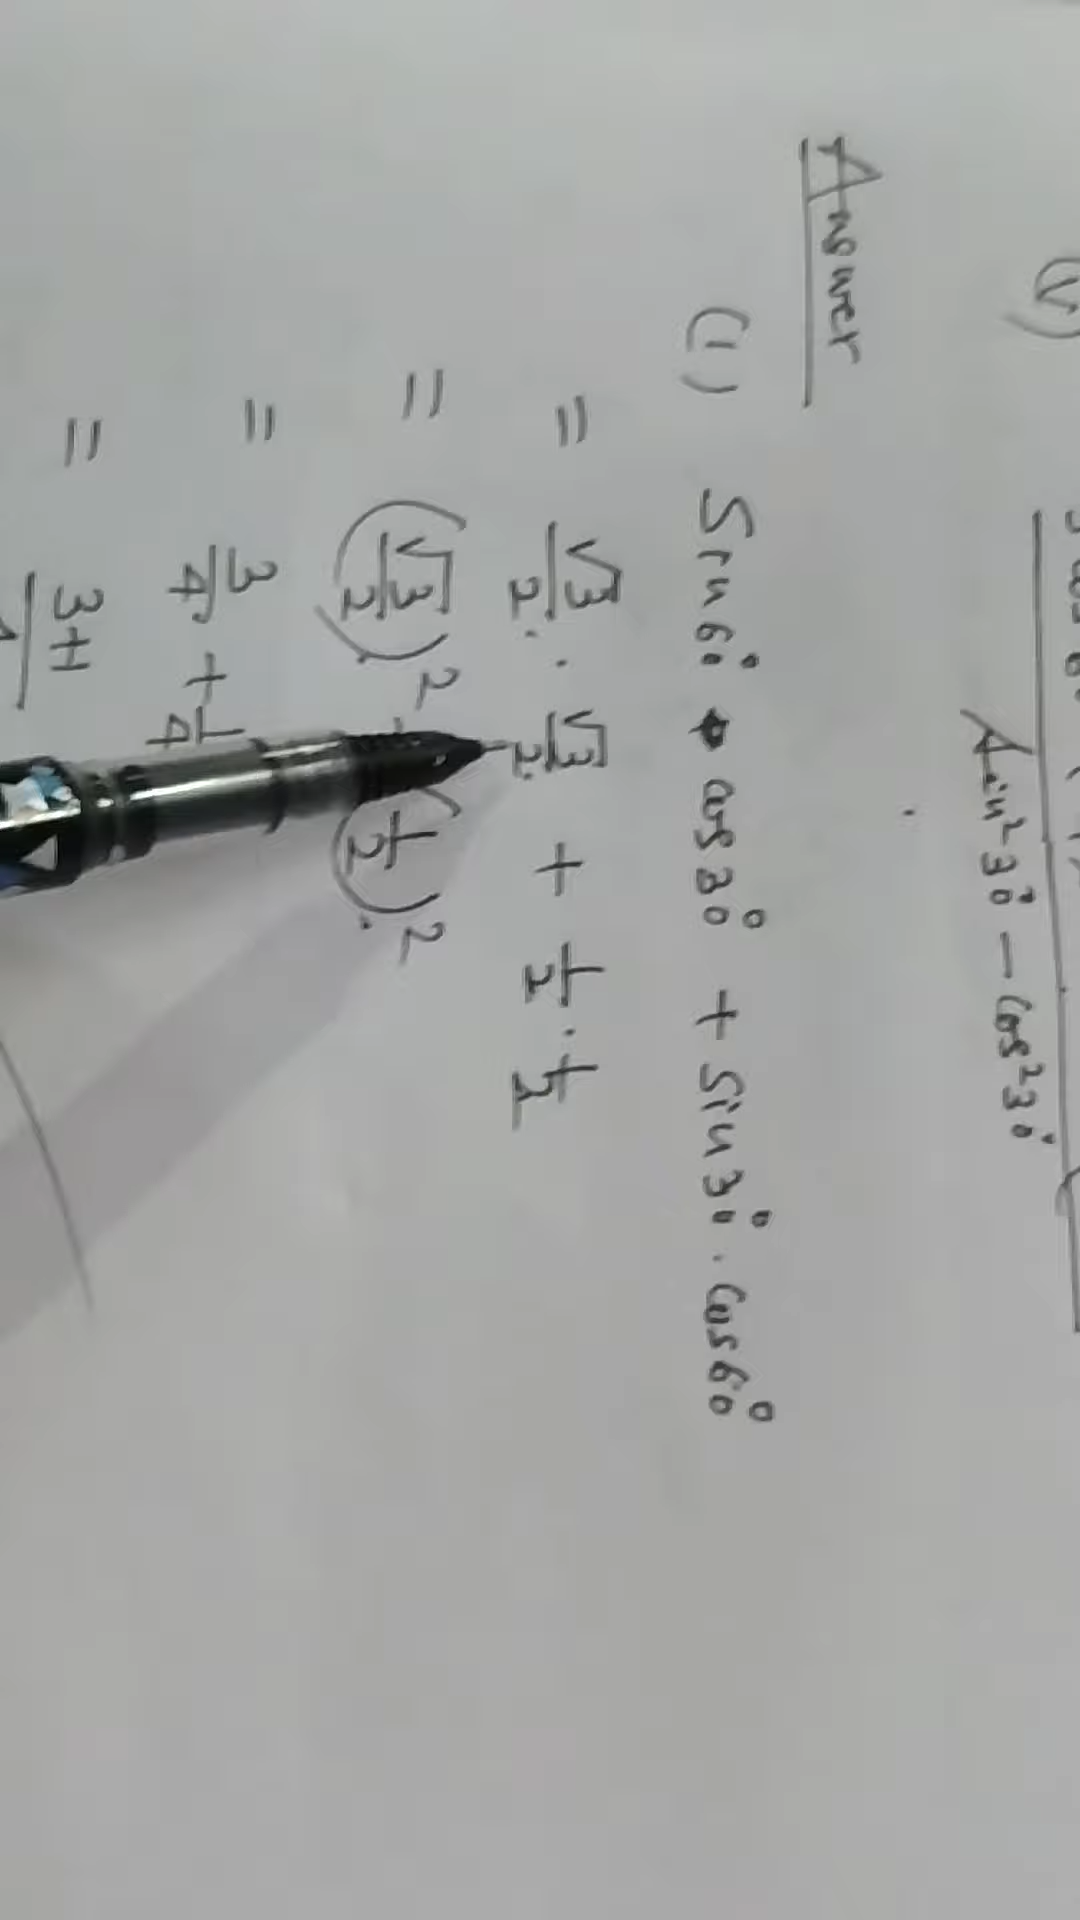 (V)
sin²30° − cos²30°
Answer
(1) Sin60° • cos30° + Sin30° . cos60°
= √3/2 . √3/2 + 1/2 . 1/2
= (√3/2)² + (1/2)²
= 3/4 + 1/4
= 3+1